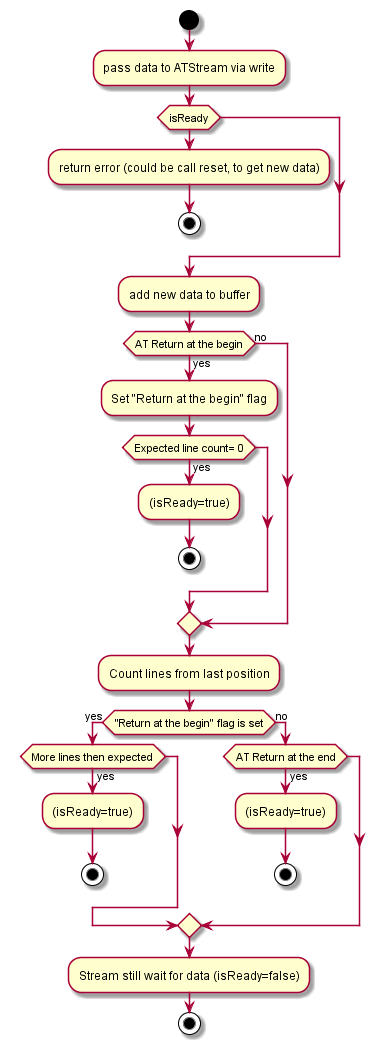 pass data to ATStream via write
isReady
return error (could be call reset, to get new data)
add new data to buffer
AT Return at the begin
no
yes
Set "Return at the begin" flag
Expected line count= 0
yes
(isReady=true)
Count lines from last position
yes
"Return at the begin" flag is set
no
More lines then expected
AT Return at the end
yes
yes
(isReady=true)
(isReady=true)
Stream still wait for data (isReady=false)